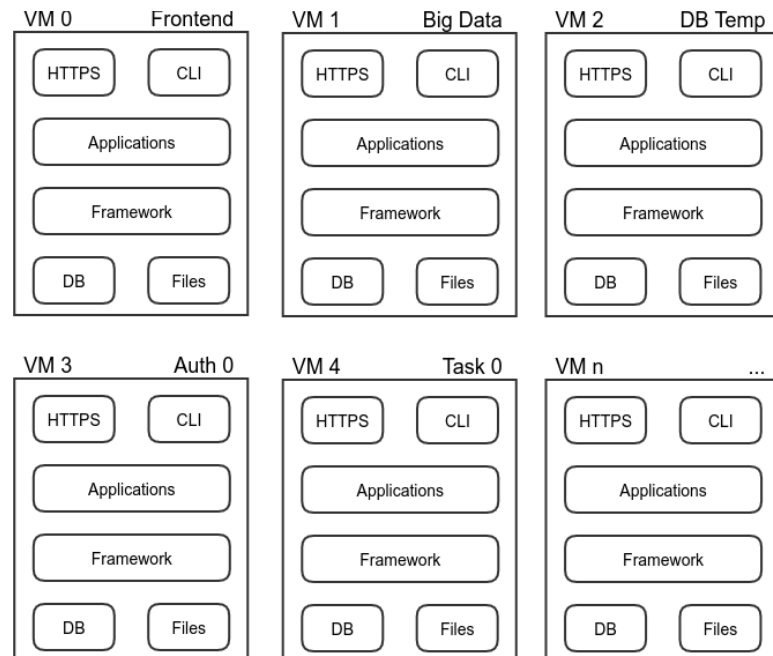 VM 0 Frontend
HTTPS CLI
Applications
Framework
DB Files
VM 1 Big Data
HTTPS CLI
Applications
Framework
DB Files
VM 2 DB Temp
HTTPS CLI
Applications
Framework
DB Files
VM 3 Auth 0
HTTPS CLI
Applications
Framework
DB Files
VM 4 Task 0
HTTPS CLI
Applications
Framework
DB Files
VM n ...
HTTPS CLI
Applications
Framework
DB Files